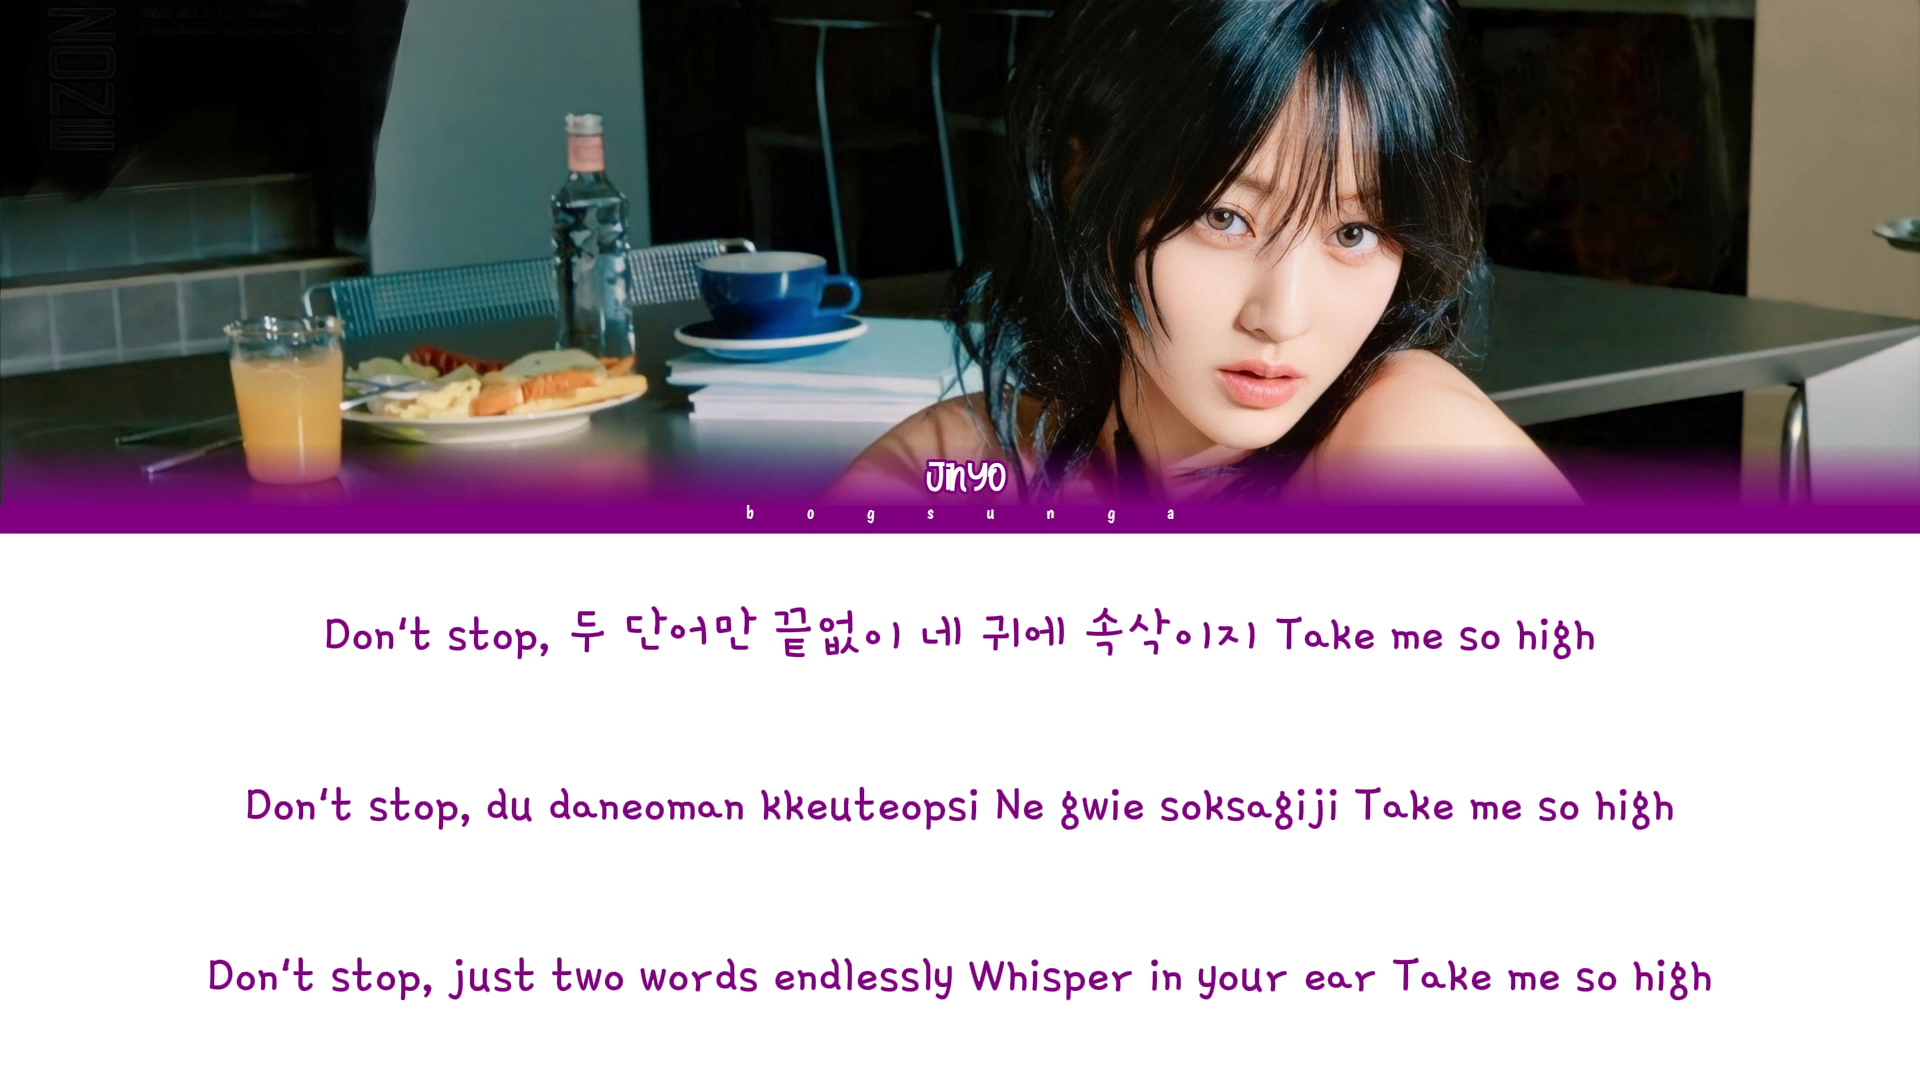 MZON
JinYo
bogsunga
Don't stop, 두 단어만 끝없이 네 귀에 속삭이지 Take me so high
Don't stop, du daneoman kkeuteopsi Ne gwie soksagiji Take me so high
Don't stop, just two words endlessly Whisper in your ear Take me so high